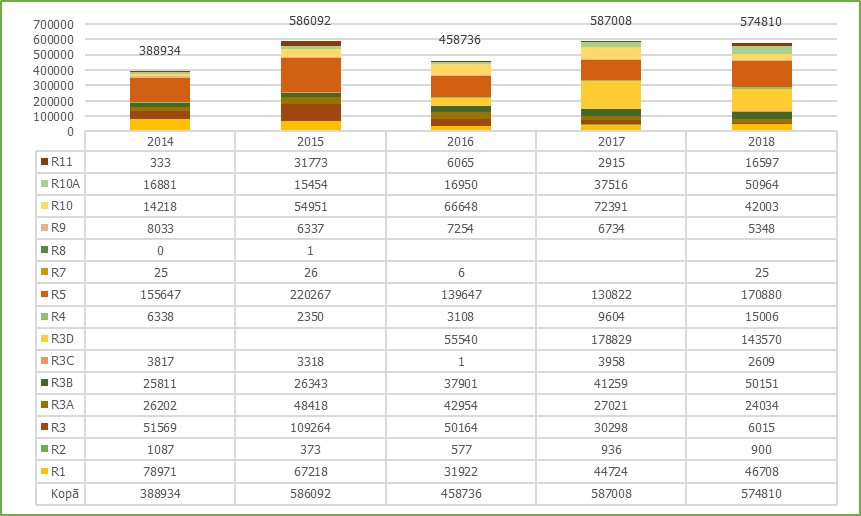 700000
600000
500000
400000
300000
200000
100000
0
388934 586092 458736 587008 574810
2014 2015 2016 2017 2018
R11 333 31773 6065 2915 16597
R10A 16881 15454 16950 37516 50964
R10 14218 54951 66648 72391 42003
R9 8033 6337 7254 6734 5348
R8 0 1
R7 25 26 6 25
R5 155647 220267 139647 130822 170880
R4 6338 2350 3108 9604 15006
R3D 55540 178829 143570
R3C 3817 3318 1 3958 2609
R3B 25811 26343 37901 41259 50151
R3A 26202 48418 42954 27021 24034
R3 51569 109264 50164 30298 6015
R2 1087 373 577 936 900
R1 78971 67218 31922 44724 46708
Kopā 388934 586092 458736 587008 574810